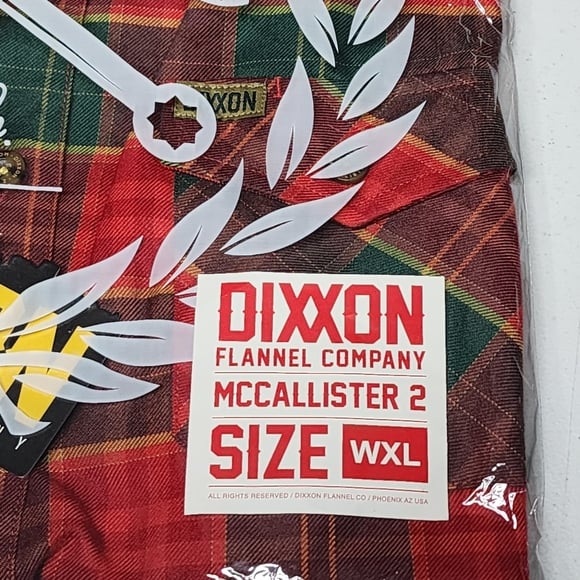 DIXXON
DIXXON
FLANNEL COMPANY
MCCALLISTER 2
SIZE WXL
ALL RIGHTS RESERVED / DIXXON FLANNEL CO / PHOENIX AZ USA